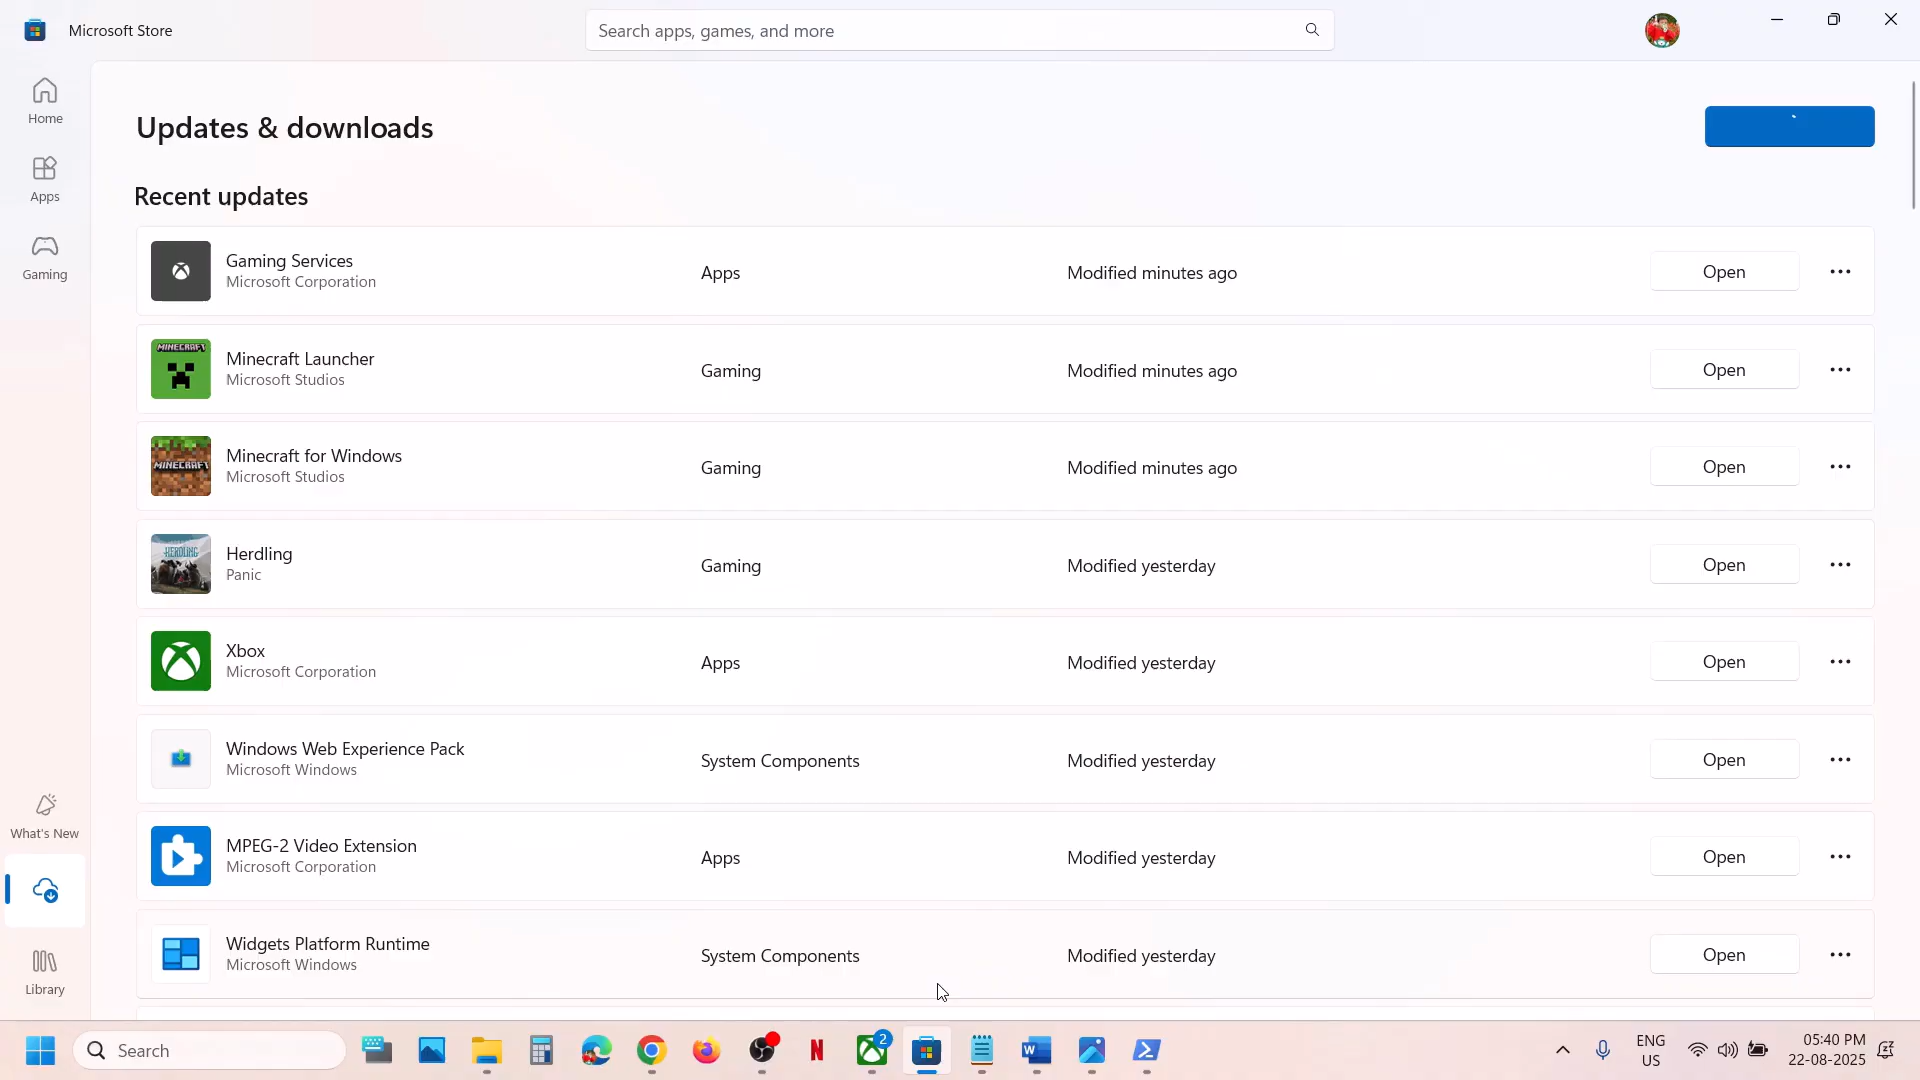 Microsoft Store
Search apps, games, and more
Home
Apps
Gaming
What's New
Library
Updates & downloads
Recent updates
Gaming Services
Microsoft Corporation
Apps
Modified minutes ago
Open
MINECRAFT
Minecraft Launcher
Microsoft Studios
Gaming
Modified minutes ago
Open
MINECRAFT
Minecraft for Windows
Microsoft Studios
Gaming
Modified minutes ago
Open
HERDLING
Herdling
Panic
Gaming
Modified yesterday
Open
Xbox
Microsoft Corporation
Apps
Modified yesterday
Open
Windows Web Experience Pack
Microsoft Windows
System Components
Modified yesterday
Open
MPEG-2 Video Extension
Microsoft Corporation
Apps
Modified yesterday
Open
Widgets Platform Runtime
Microsoft Windows
System Components
Modified yesterday
Open
Search
N
2
W
ENG
US
05:40 PM
22-08-2025